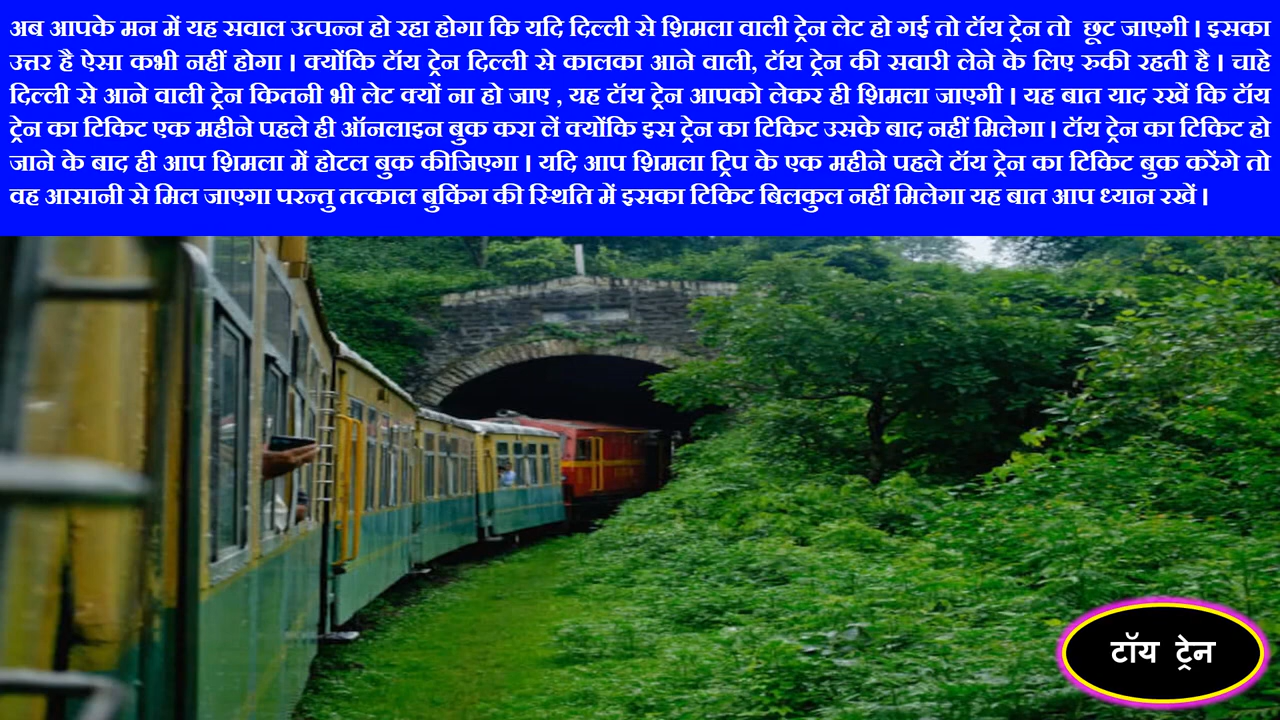 अब आपके मन में यह सवाल उत्पन्न हो रहा होगा कि यदि दिल्ली से शिमला वाली ट्रेन लेट हो गई तो टॉय ट्रेन तो छूट जाएगी । इसका
उत्तर है ऐसा कभी नहीं होगा । क्योंकि टॉय ट्रेन दिल्ली से कालका आने वाली, टॉय ट्रेन की सवारी लेने के लिए रुकी रहती है । चाहे
दिल्ली से आने वाली ट्रेन कितनी भी लेट क्यों ना हो जाए , यह टॉय ट्रेन आपको लेकर ही शिमला जाएगी । यह बात याद रखें कि टॉय
ट्रेन का टिकिट एक महीने पहले ही ऑनलाइन बुक करा लें क्योंकि इस ट्रेन का टिकिट उसके बाद नहीं मिलेगा । टॉय ट्रेन का टिकिट हो
जाने के बाद ही आप शिमला में होटल बुक कीजिएगा । यदि आप शिमला ट्रिप के एक महीने पहले टॉय ट्रेन का टिकिट बुक करेंगे तो
वह आसानी से मिल जाएगा परन्तु तत्काल बुकिंग की स्थिति में इसका टिकिट बिलकुल नहीं मिलेगा यह बात आप ध्यान रखें ।
टॉय ट्रेन